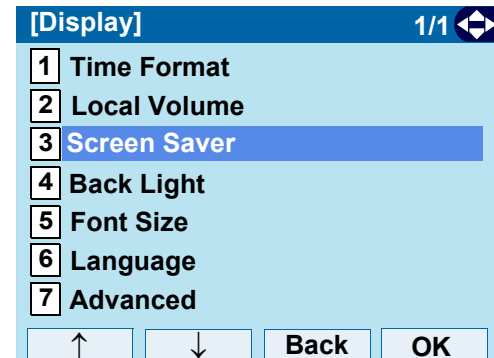 [Display] 1/1
1 Time Format
2 Local Volume
3 Screen Saver
4 Back Light
5 Font Size
6 Language
7 Advanced
↑ ↓ Back OK